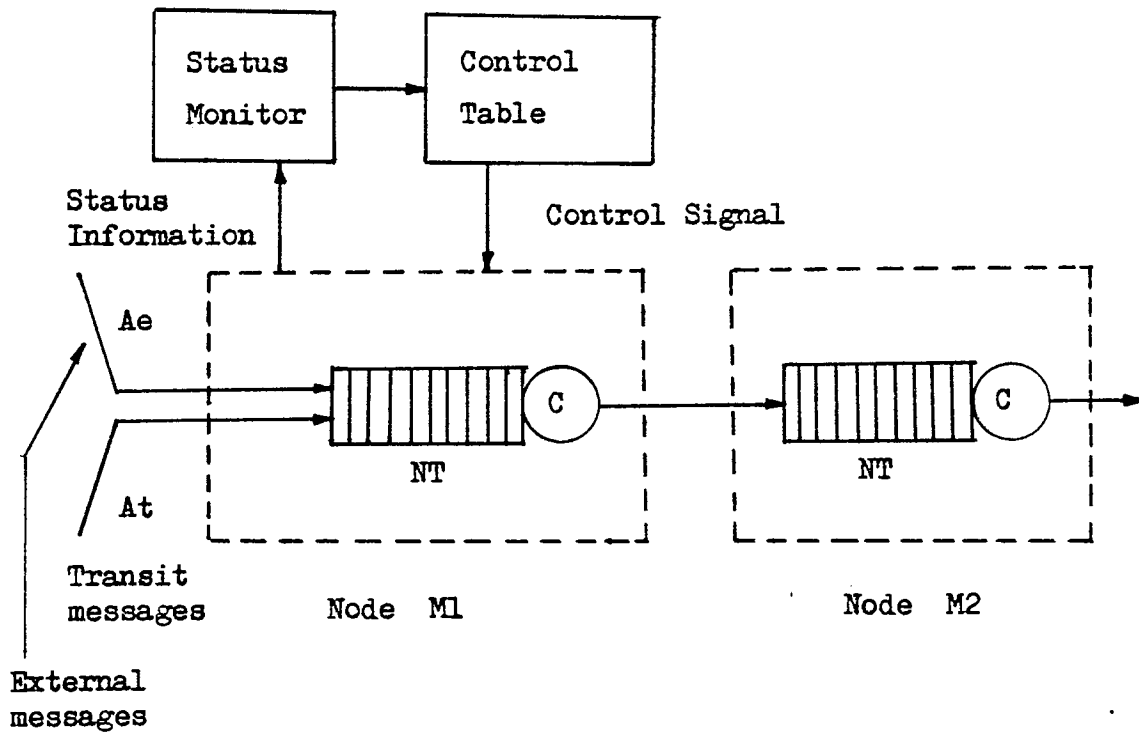 Status
Monitor
Control
Table
Status
Information
Control Signal
Ae
C
C
NT
NT
At
Transit
messages
Node M1
Node M2
External
messages